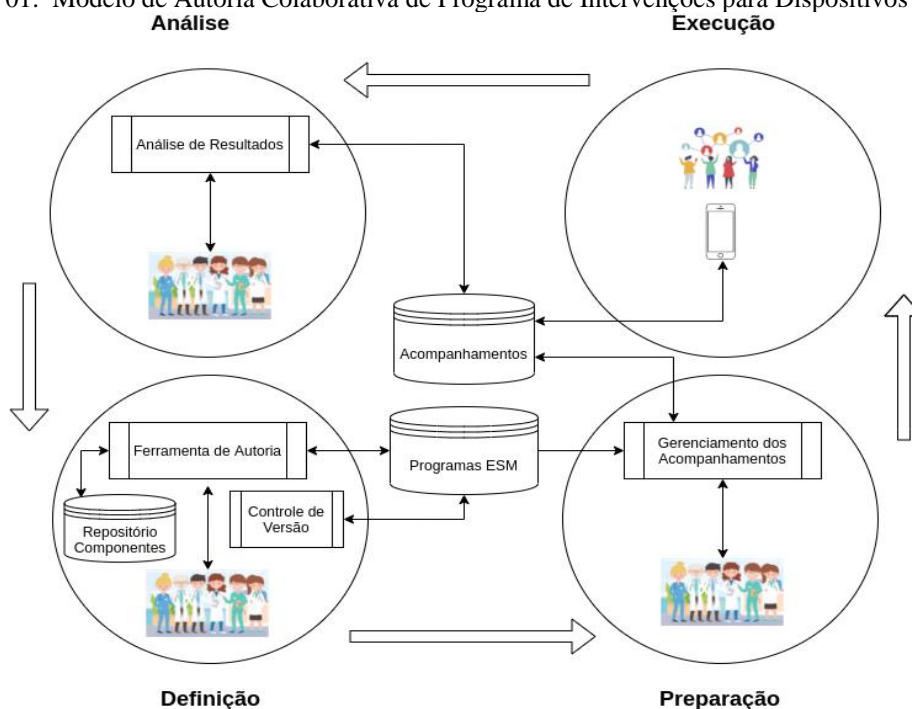 01. Modelo de Autoria Colaborativa de Programa de Intervenções para Dispositivos
Análise
Execução
Análise de Resultados
Acompanhamentos
Ferramenta de Autoria
Programas ESM
Gerenciamento dos
Acompanhamentos
Controle de
Versão
Repositório
Componentes
Definição
Preparação